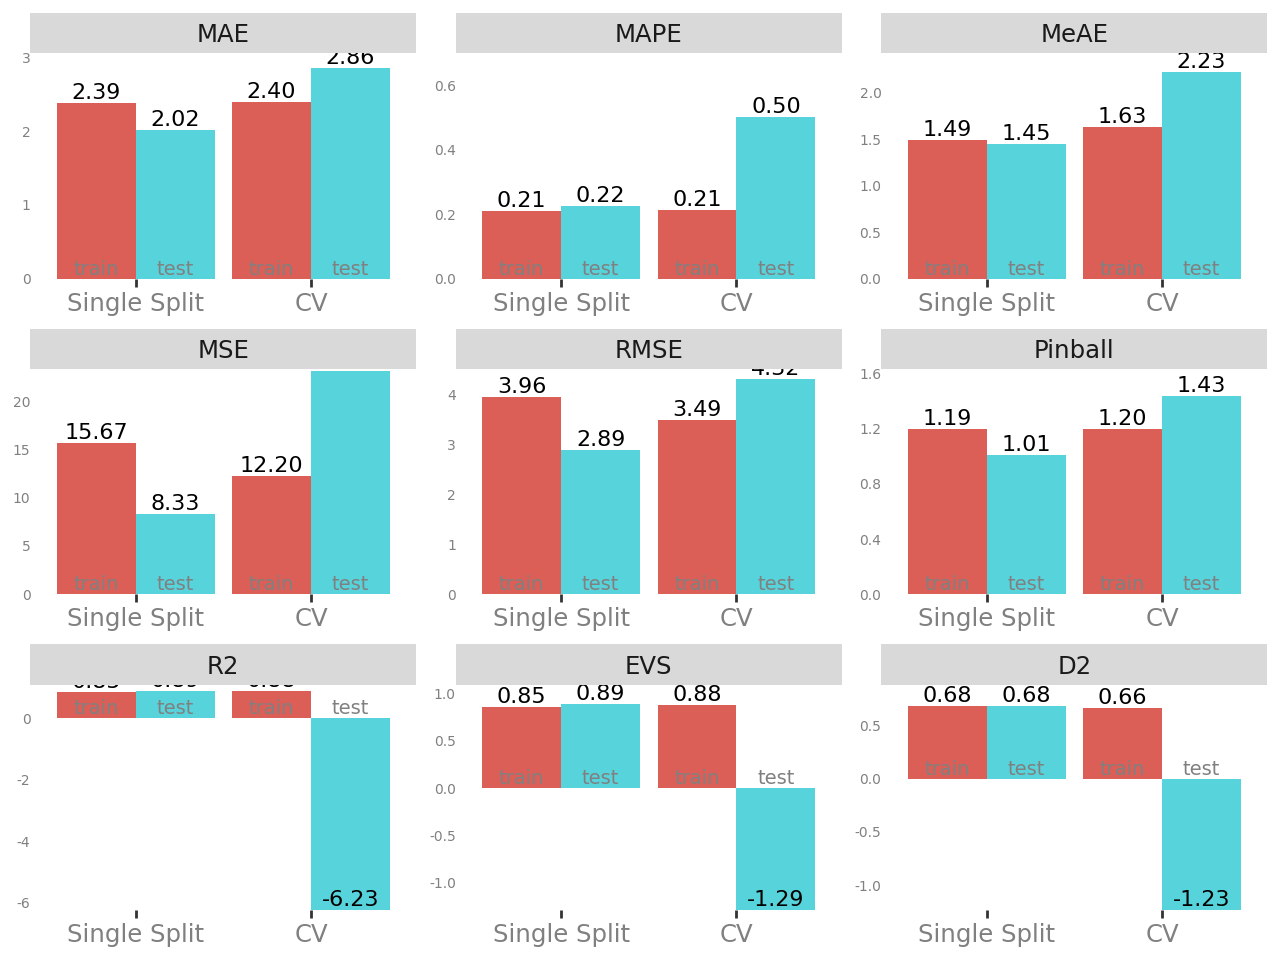 MAE
3
2
1
0
2.39
2.02
2.40
2.86
train
test
train
test
Single Split
CV
MAPE
0.6
0.4
0.2
0.0
0.21
0.22
0.21
0.50
train
test
train
test
Single Split
CV
MeAE
2.0
1.5
1.0
0.5
0.0
1.49
1.45
1.63
2.23
train
test
train
test
Single Split
CV
MSE
20
15
10
5
0
15.67
8.33
12.20
train
test
train
test
Single Split
CV
RMSE
4
3
2
1
0
3.96
2.89
3.49
train
test
train
test
Single Split
CV
Pinball
1.6
1.2
0.8
0.4
0.0
1.19
1.01
1.20
1.43
train
test
train
test
Single Split
CV
R2
0
-2
-4
-6
train
test
train
test
-6.23
Single Split
CV
EVS
1.0
0.5
0.0
-0.5
-1.0
0.85
0.89
0.88
train
test
train
test
-1.29
Single Split
CV
D2
0.5
0.0
-0.5
-1.0
0.68
0.68
0.66
train
test
train
test
-1.23
Single Split
CV